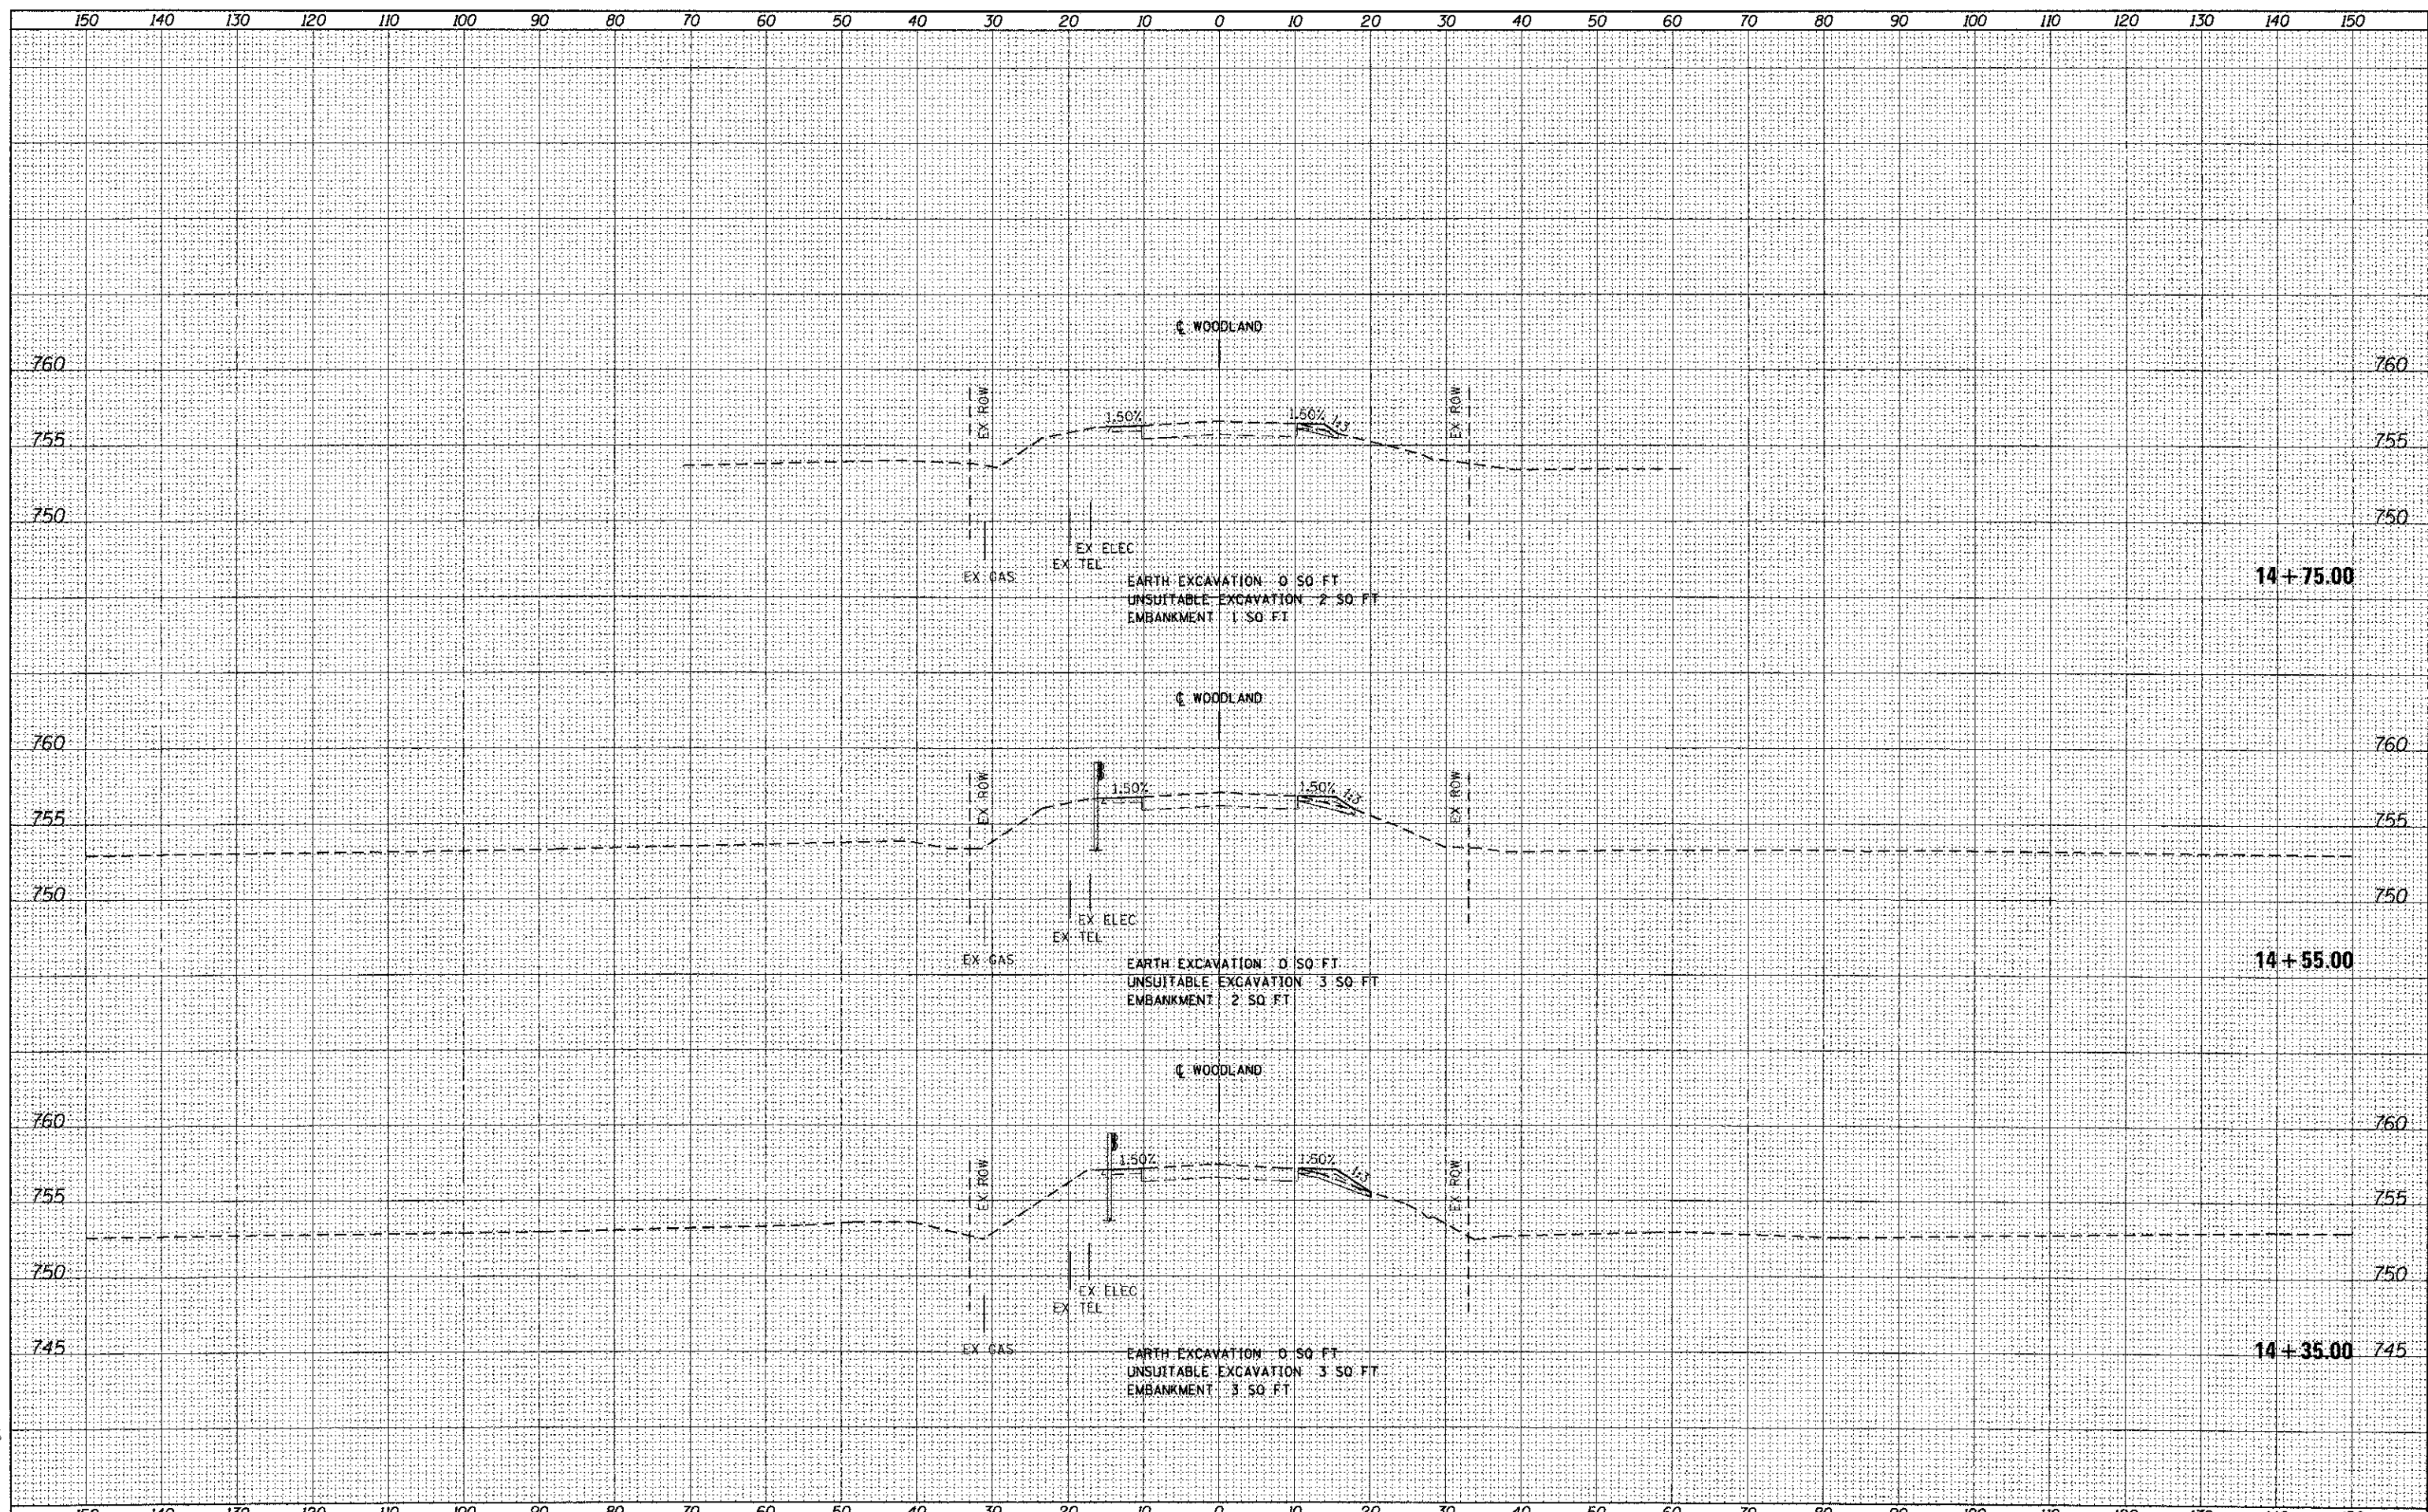 150 140 130 120 110 100 90 80 70 60 50 40 30 20 10 0 10 20 30 40 50 60 70 80 90 100 110 120 130 140 150
℄ WOODLAND
760 760
EX ROW EX ROW
1.50% 1.50% 1:3
755 755
750 750
EX ELEC
EX TEL
EX GAS 14+75.00
EARTH EXCAVATION 0 SQ FT
UNSUITABLE EXCAVATION 2 SQ FT
EMBANKMENT 1 SQ FT
℄ WOODLAND
760 760
EX ROW EX ROW
1.50% 1.50% 1:3
755 755
750 750
EX ELEC
EX TEL
EX GAS 14+55.00
EARTH EXCAVATION 0 SQ FT
UNSUITABLE EXCAVATION 3 SQ FT
EMBANKMENT 2 SQ FT
℄ WOODLAND
760 760
EX ROW EX ROW
1.50% 1.50% 1:3
755 755
750 750
EX ELEC
EX TEL
745 EX GAS 14+35.00 745
EARTH EXCAVATION 0 SQ FT
UNSUITABLE EXCAVATION 3 SQ FT
EMBANKMENT 3 SQ FT